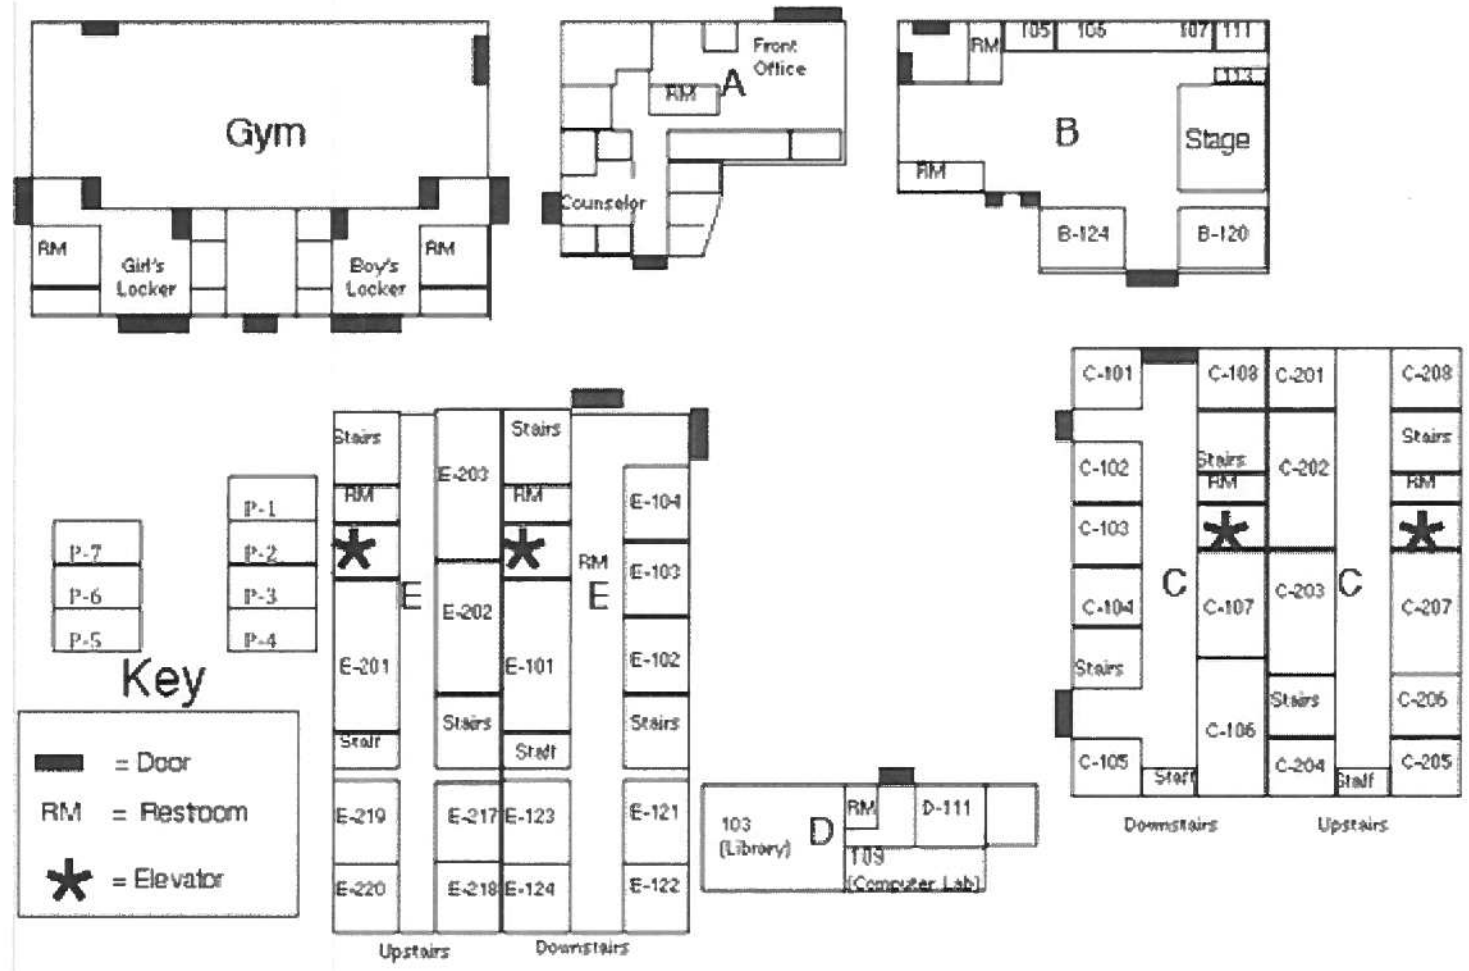 Gym
RM
Girl's
Locker
Boy's
Locker
RM
Front
Office
A
RM
Counselor
RM
105
106
107
111
113
B
Stage
RM
B-124
B-120
P-1
P-2
P-3
P-4
P-7
P-6
P-5
Key
= Door
RM = Restroom
= Elevator
Stairs
RM
E-203
E
E-202
E-201
Stairs
Staff
E-219
E-217
E-220
E-218
Upstairs
Stairs
RM
E-104
RM
E-103
E
E-101
E-102
Stairs
Staff
E-123
E-121
E-124
E-122
Downstairs
103
(Library)
D
RM
D-111
109
(Computer Lab)
C-101
C-108
C-102
Stairs
RM
C-103
C
C-104
C-107
Stairs
C-106
C-105
Staff
Downstairs
C-201
C-208
Stairs
C-202
RM
C-203
C
C-207
Stairs
C-206
C-204
Staff
C-205
Upstairs